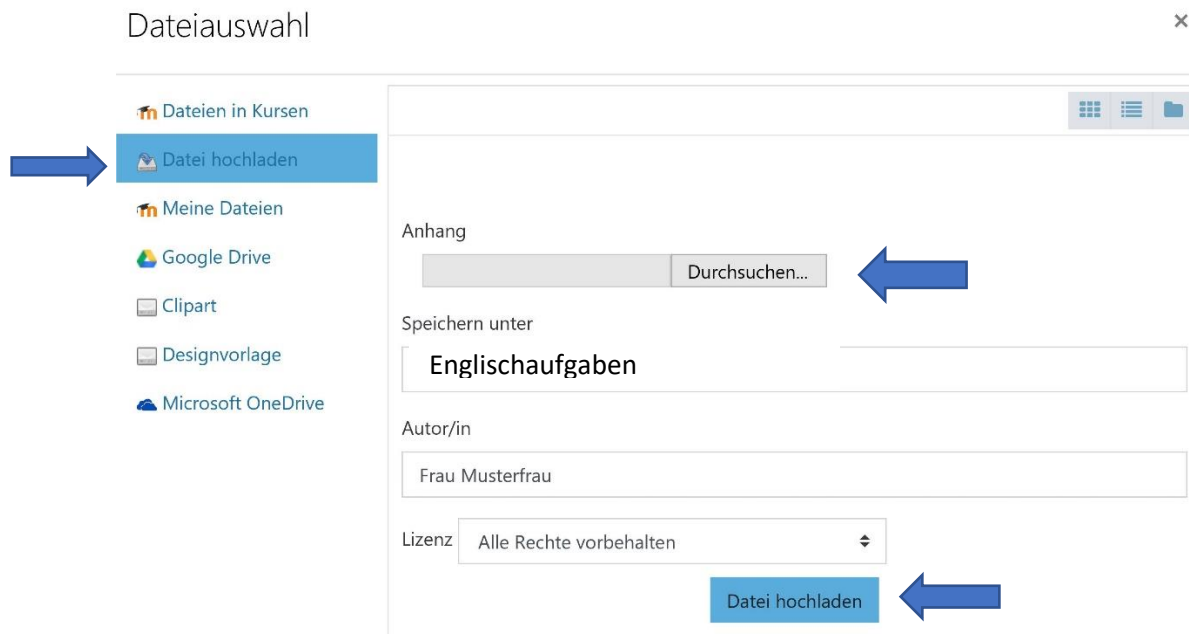 Dateiauswahl
Dateien in Kursen
Datei hochladen
Meine Dateien
Google Drive
Clipart
Designvorlage
Microsoft OneDrive
Anhang
Durchsuchen...
Speichern unter
Englischaufgaben
Autor/in
Frau Musterfrau
Lizenz Alle Rechte vorbehalten
Datei hochladen